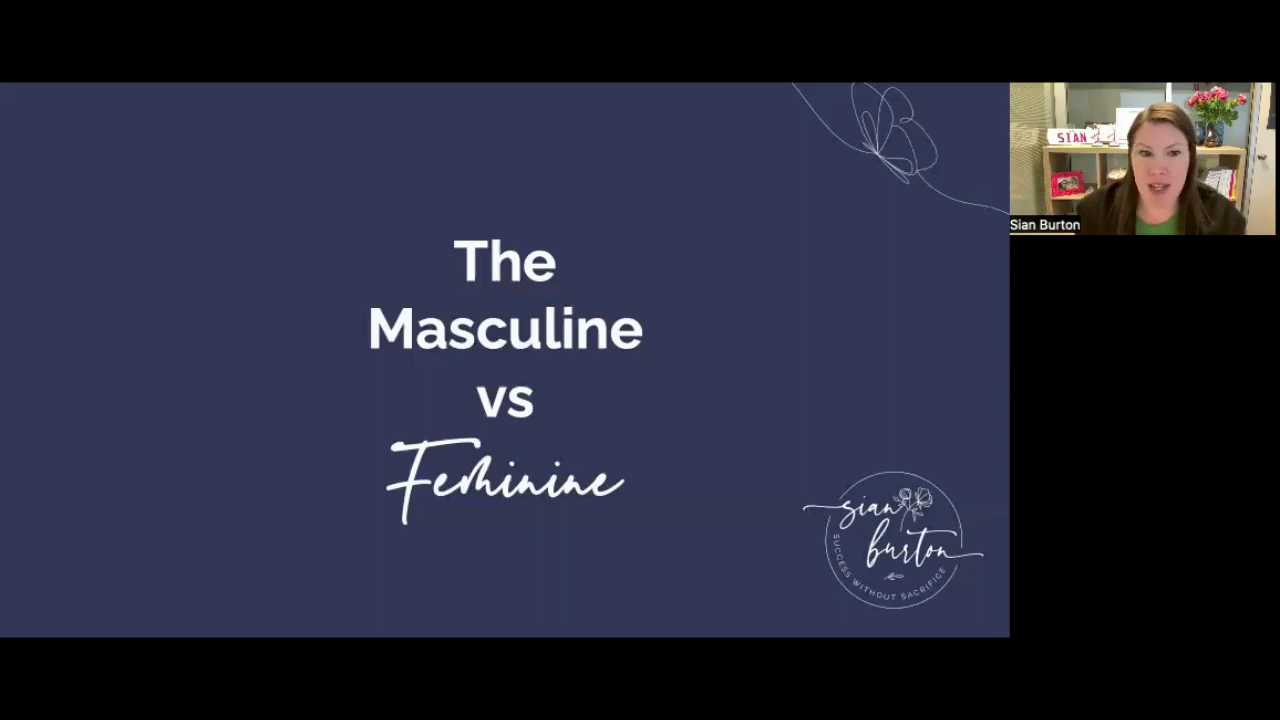 The
Masculine
vs
Feminine
sian
burton
SUCCESS WITHOUT SACRIFICE
SIAN
Sian Burton